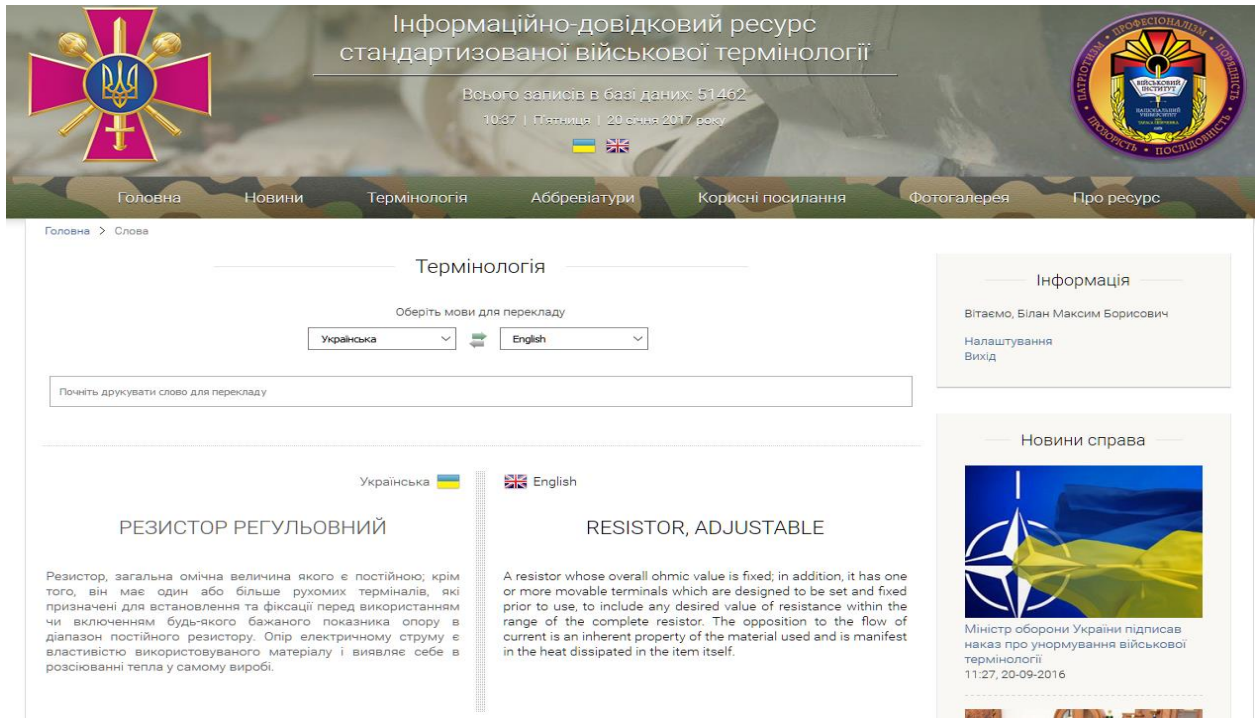 Інформаційно-довідковий ресурс
стандартизованої військової термінології
Всього записів в базі даних: 51462
10:37 | П'ятниця | 20 січня 2017 року
ПАТРІОТИЗМ • ПРОФЕСІОНАЛІЗМ • ПОРЯДНІСТЬ • ПОСЛІДОВНІСТЬ • ПРОЗОРІСТЬ
ВІЙСЬКОВИЙ
ІНСТИТУТ
НАЦІОНАЛЬНИЙ
УНІВЕРСИТЕТ
Головна Новини Термінологія Аббревіатури Корисні посилання Фотогалерея Про ресурс
Головна > Слова
Термінологія
Оберіть мови для перекладу
Українська English
Почніть друкувати слово для перекладу
Українська
РЕЗИСТОР РЕГУЛЬОВНИЙ
Резистор, загальна омічна величина якого є постійною; крім
того, він має один або більше рухомих терміналів, які
призначені для встановлення та фіксації перед використанням
чи включенням будь-якого бажаного показника опору в
діапазон постійного резистору. Опір електричному струму є
властивістю використовуваного матеріалу і виявляє себе в
розсіюванні тепла у самому виробі.
English
RESISTOR, ADJUSTABLE
A resistor whose overall ohmic value is fixed; in addition, it has one
or more movable terminals which are designed to be set and fixed
prior to use, to include any desired value of resistance within the
range of the complete resistor. The opposition to the flow of
current is an inherent property of the material used and is manifest
in the heat dissipated in the item itself.
Інформація
Вітаємо, Білан Максим Борисович
Налаштування
Вихід
Новини справа
Міністр оборони України підписав
наказ про унормування військової
термінології
11:27, 20-09-2016